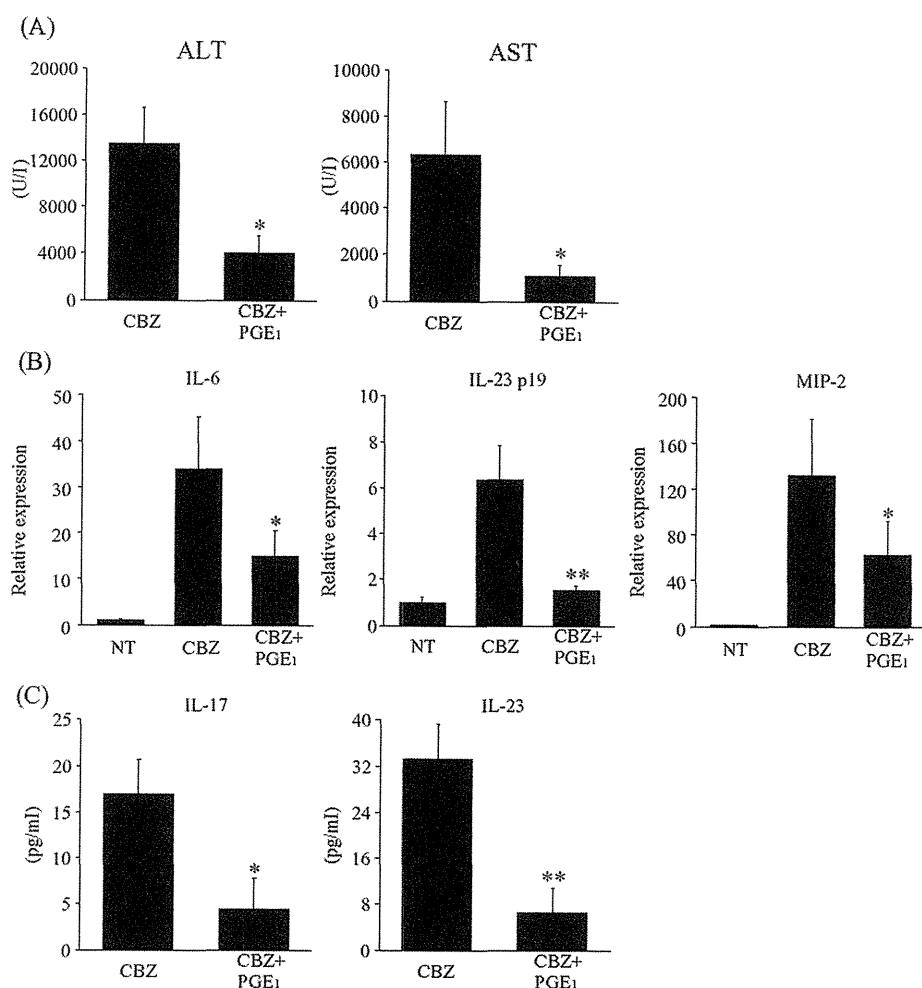 (A)
ALT
20000
16000
12000
8000
4000
0
(U/I)
*
CBZ
CBZ+
PGE1
AST
10000
8000
6000
4000
2000
0
(U/I)
*
CBZ
CBZ+
PGE1
(B)
IL-6
50
40
30
20
10
0
Relative expression
*
NT
CBZ
CBZ+
PGE1
IL-23 p19
8
6
4
2
0
Relative expression
**
NT
CBZ
CBZ+
PGE1
MIP-2
200
160
120
80
40
0
Relative expression
*
NT
CBZ
CBZ+
PGE1
(C)
IL-17
25
20
15
10
5
0
(pg/ml)
*
CBZ
CBZ+
PGE1
IL-23
40
32
24
16
8
0
(pg/ml)
**
CBZ
CBZ+
PGE1